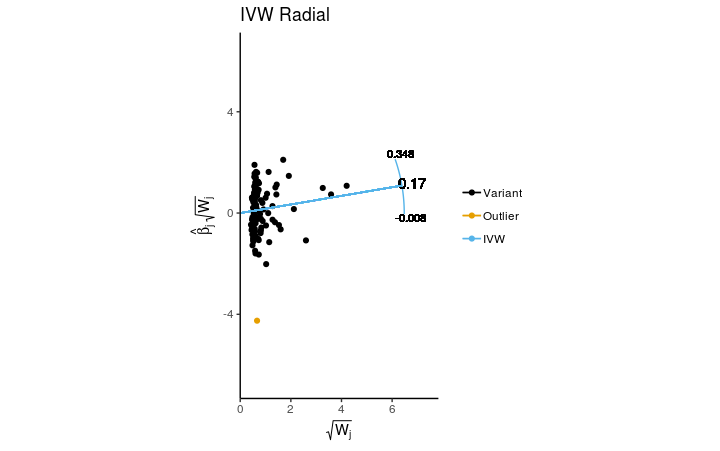 IVW Radial
4
0
-4
β̂j√Wj
0.348
0.17
-0.008
Variant
Outlier
IVW
0 2 4 6
√Wj